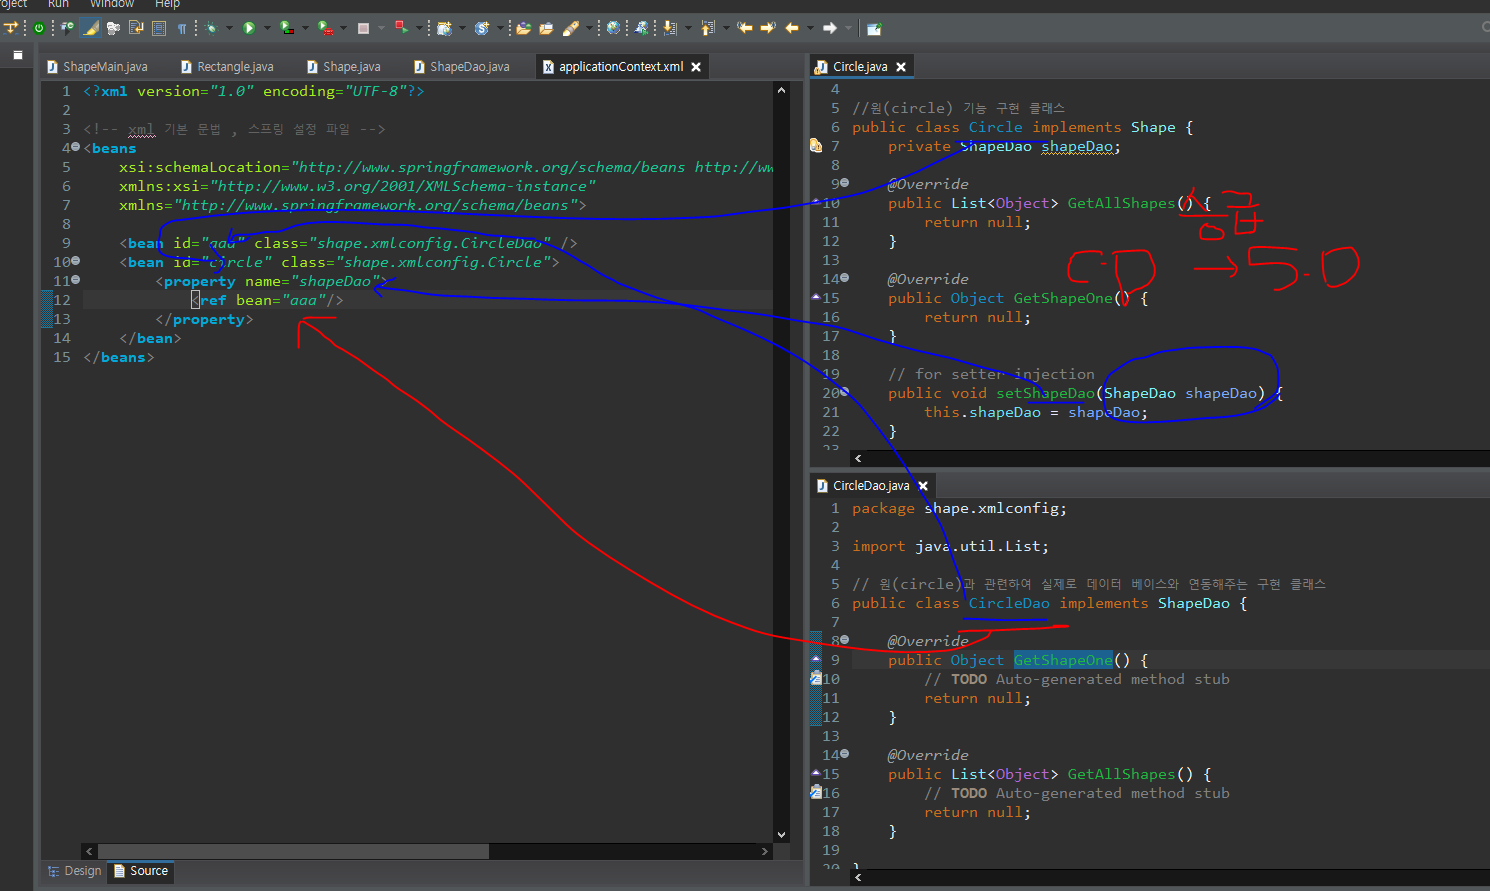 oject Run Window Help
ShapeMain.java Rectangle.java Shape.java ShapeDao.java applicationContext.xml
1 <?xml version="1.0" encoding="UTF-8"?>
2
3 <!-- xml 기본 문법 , 스프링 설정 파일 -->
4 <beans
5 xsi:schemaLocation="http://www.springframework.org/schema/beans http://ww
6 xmlns:xsi="http://www.w3.org/2001/XMLSchema-instance"
7 xmlns="http://www.springframework.org/schema/beans">
8
9 <bean id="aaa" class="shape.xmlconfig.CircleDao" />
10 <bean id="circle" class="shape.xmlconfig.Circle">
11 <property name="shapeDao">
12 <ref bean="aaa"/>
13 </property>
14 </bean>
15 </beans>
Design Source
Circle.java
4
5 //원(circle) 기능 구현 클래스
6 public class Circle implements Shape {
7 private ShapeDao shapeDao;
8
9 @Override
10 public List<Object> GetAllShapes() {
11 return null;
12 }
13
14 @Override
15 public Object GetShapeOne() {
16 return null;
17 }
18
19 // for setter injection
20 public void setShapeDao(ShapeDao shapeDao) {
21 this.shapeDao = shapeDao;
22 }
23
C.D → S.D
CircleDao.java
1 package shape.xmlconfig;
2
3 import java.util.List;
4
5 // 원(circle)과 관련하여 실제로 데이터 베이스와 연동해주는 구현 클래스
6 public class CircleDao implements ShapeDao {
7
8 @Override
9 public Object GetShapeOne() {
10 // TODO Auto-generated method stub
11 return null;
12 }
13
14 @Override
15 public List<Object> GetAllShapes() {
16 // TODO Auto-generated method stub
17 return null;
18 }
19
20 }